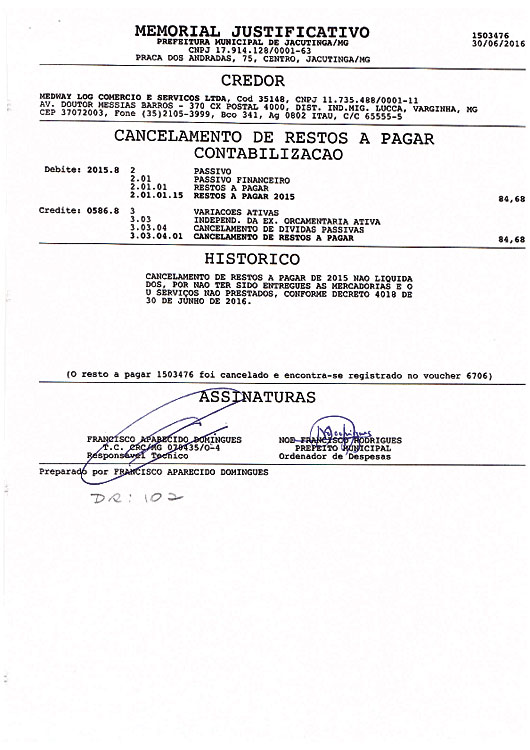 MEMORIAL JUSTIFICATIVO
PREFEITURA MUNICIPAL DE JACUTINGA/MG
CNPJ 17.914.128/0001-63
PRACA DOS ANDRADAS, 75, CENTRO, JACUTINGA/MG
1503476
30/06/2016
CREDOR
MEDWAY LOG COMERCIO E SERVICOS LTDA, Cod 35148, CNPJ 11.735.488/0001-11
AV. DOUTOR MESSIAS BARROS - 370 CX POSTAL 4000, DIST. IND.MIG. LUCCA, VARGINHA, MG
CEP 37072003, Fone (35)2105-3999, Bco 341, Ag 0802 ITAU, C/C 65555-5
CANCELAMENTO DE RESTOS A PAGAR
CONTABILIZACAO
Debite: 2015.8 2 PASSIVO
2.01 PASSIVO FINANCEIRO
2.01.01 RESTOS A PAGAR
2.01.01.15 RESTOS A PAGAR 2015 84,68
Credite: 0586.8 3 VARIACOES ATIVAS
3.03 INDEPEND. DA EX. ORCAMENTARIA ATIVA
3.03.04 CANCELAMENTO DE DIVIDAS PASSIVAS
3.03.04.01 CANCELAMENTO DE RESTOS A PAGAR 84,68
HISTORICO
CANCELAMENTO DE RESTOS A PAGAR DE 2015 NAO LIQUIDA
DOS, POR NAO TER SIDO ENTREGUES AS MERCADORIAS E O
U SERVIÇOS NAO PRESTADOS, CONFORME DECRETO 4018 DE
30 DE JUNHO DE 2016.
(O resto a pagar 1503476 foi cancelado e encontra-se registrado no voucher 6706)
ASSINATURAS
FRANCISCO APARECIDO DOMINGUES
T.C. CRC/MG 070435/O-4
Responsável Tecnico
NOE FRANCISCO RODRIGUES
PREFEITO MUNICIPAL
Ordenador de Despesas
Preparado por FRANCISCO APARECIDO DOMINGUES
DR: 102